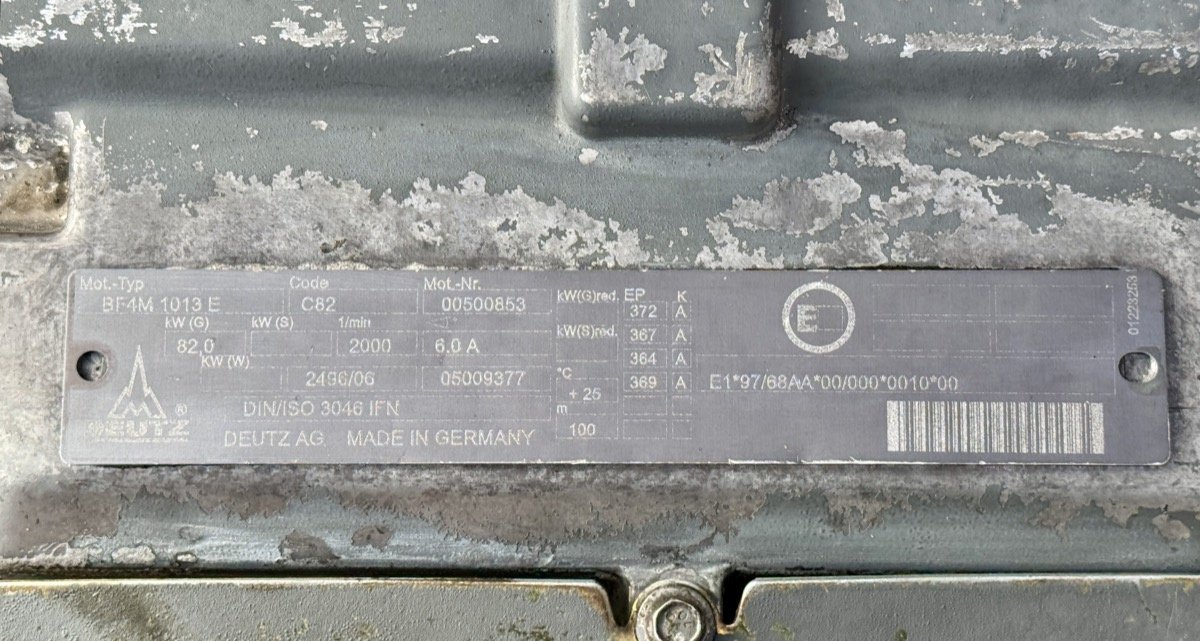 Mot.-Typ Code Mot.-Nr.
BF4M 1013 E C82 00500853
kW (G) kW (S) 1/min
82,0 2000 6.0 A
KW (W)
2496/06 05009377
DIN/ISO 3046 IFN
DEUTZ AG MADE IN GERMANY
DEUTZ ®
kW(G)red. EP K
372 A
kW(S)red. 367 A
364 A
°C 369 A
+ 25
m
100
E
E1*97/68AA*00/000*0010*00